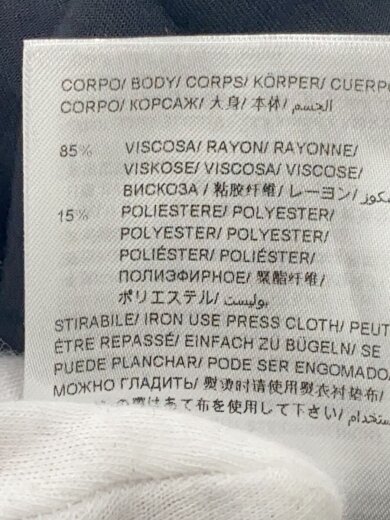 CORPO/ BODY/ CORPS/ KÖRPER/ CUERPO
CORPO/ КОРСАЖ/ 大身/ 本体/ الجسم
85% VISCOSA/ RAYON/ RAYONNE/
VISKOSE/ VISCOSA/ VISCOSE/
ВИСКОЗА/ 粘胶纤维/ レーヨン/
15% POLIESTERE/ POLYESTER/
POLYESTER/ POLYESTER/
POLIÉSTER/ POLIÉSTER/
ПОЛИЭФИРНОЕ/ 聚酯纤维/
ポリエステル/ بوليستر
STIRABILE/ IRON USE PRESS CLOTH/ PEUT
ÊTRE REPASSÉ/ EINFACH ZU BÜGELN/ SE
PUEDE PLANCHAR/ PODE SER ENGOMADO/
МОЖНО ГЛАДИТЬ/ 熨烫时请使用熨衣衬垫布/
の際はあて布を使用して下さい/